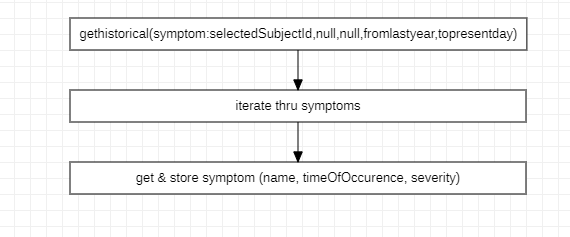 gethistorical(symptom:selectedSubjectId,null,null,fromlastyear,topresentday)
iterate thru symptoms
get & store symptom (name, timeOfOccurence, severity)